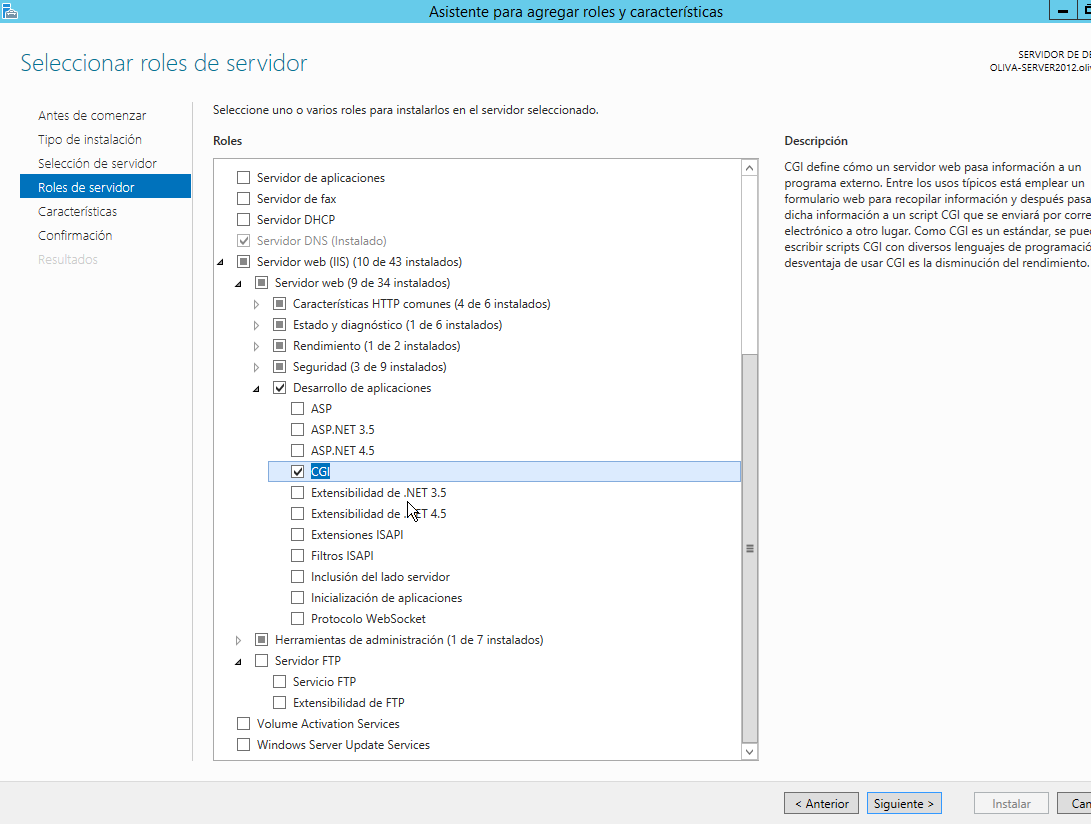 Asistente para agregar roles y características
Seleccionar roles de servidor
SERVIDOR DE DE
OLIVA-SERVER2012.oliv
Antes de comenzar
Tipo de instalación
Selección de servidor
Roles de servidor
Características
Confirmación
Resultados
Seleccione uno o varios roles para instalarlos en el servidor seleccionado.
Roles
Servidor de aplicaciones
Servidor de fax
Servidor DHCP
Servidor DNS (Instalado)
Servidor web (IIS) (10 de 43 instalados)
Servidor web (9 de 34 instalados)
Características HTTP comunes (4 de 6 instalados)
Estado y diagnóstico (1 de 6 instalados)
Rendimiento (1 de 2 instalados)
Seguridad (3 de 9 instalados)
Desarrollo de aplicaciones
ASP
ASP.NET 3.5
ASP.NET 4.5
CGI
Extensibilidad de .NET 3.5
Extensibilidad de .NET 4.5
Extensiones ISAPI
Filtros ISAPI
Inclusión del lado servidor
Inicialización de aplicaciones
Protocolo WebSocket
Herramientas de administración (1 de 7 instalados)
Servidor FTP
Servicio FTP
Extensibilidad de FTP
Volume Activation Services
Windows Server Update Services
Descripción
CGI define cómo un servidor web pasa información a un
programa externo. Entre los usos típicos está emplear un
formulario web para recopilar información y después pasa
dicha información a un script CGI que se enviará por corre
electrónico a otro lugar. Como CGI es un estándar, se pue
escribir scripts CGI con diversos lenguajes de programació
desventaja de usar CGI es la disminución del rendimiento.
< Anterior
Siguiente >
Instalar
Can